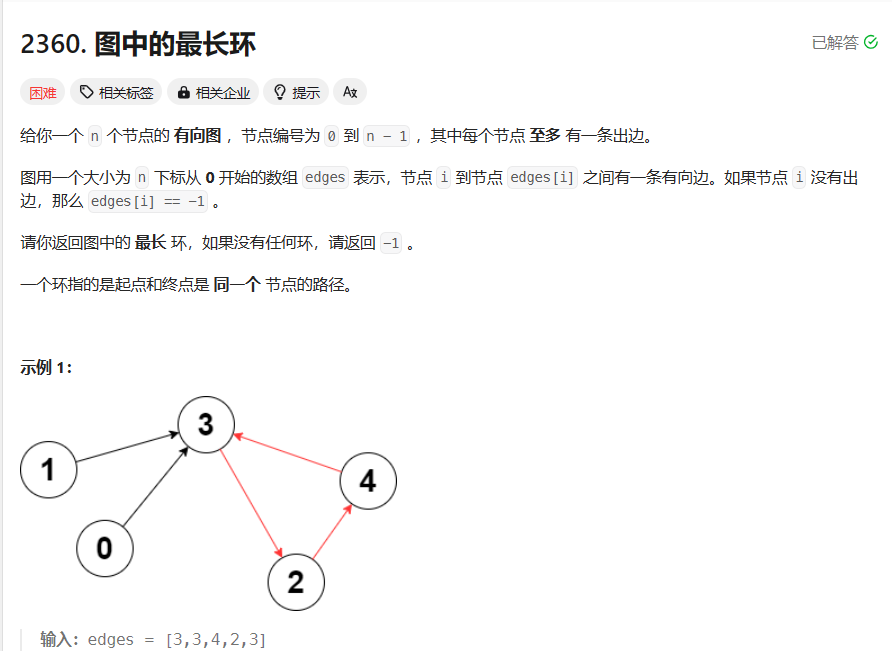 2360. 图中的最长环
已解答
困难 相关标签 相关企业 提示 Aᵡ
给你一个 n 个节点的 有向图 ，节点编号为 0 到 n - 1 ，其中每个节点 至多 有一条出边。
图用一个大小为 n 下标从 0 开始的数组 edges 表示，节点 i 到节点 edges[i] 之间有一条有向边。如果节点 i 没有出
边，那么 edges[i] == -1 。
请你返回图中的 最长 环，如果没有任何环，请返回 -1 。
一个环指的是起点和终点是 同一个 节点的路径。
示例 1：
3
1
4
0
2
输入：edges = [3,3,4,2,3]